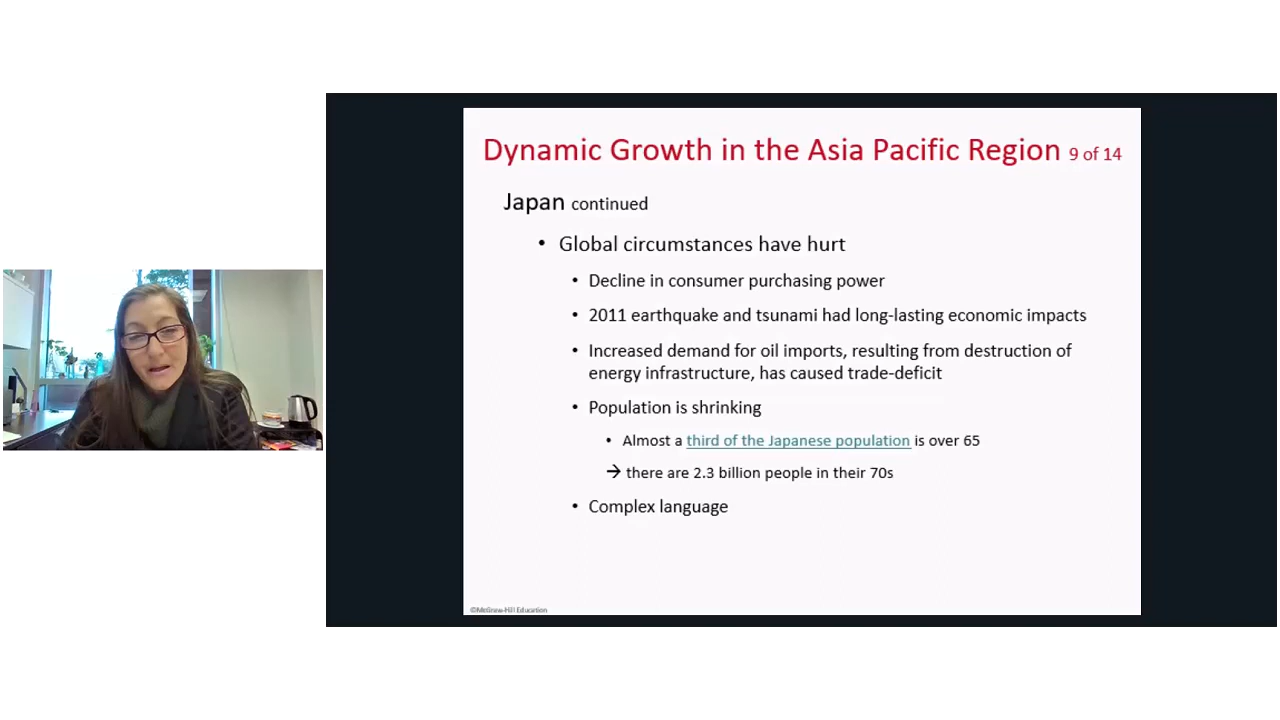 Dynamic Growth in the Asia Pacific Region 9 of 14
Japan continued
• Global circumstances have hurt
• Decline in consumer purchasing power
• 2011 earthquake and tsunami had long-lasting economic impacts
• Increased demand for oil imports, resulting from destruction of
energy infrastructure, has caused trade-deficit
• Population is shrinking
• Almost a third of the Japanese population is over 65
→ there are 2.3 billion people in their 70s
• Complex language
©McGraw-Hill Education